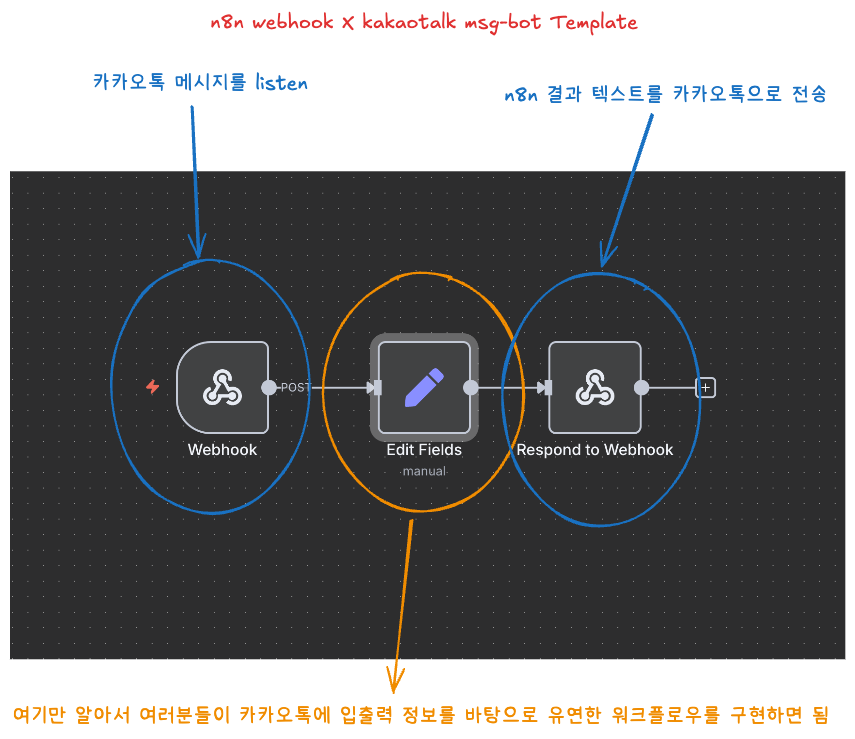 n8n webhook X kakaotalk msg-bot Template
카카오톡 메시지를 listen
n8n 결과 텍스트를 카카오톡으로 전송
POST
Webhook
Edit Fields
manual
Respond to Webhook
여기만 알아서 여러분들이 카카오톡에 입출력 정보를 바탕으로 유연한 워크플로우를 구현하면 됨